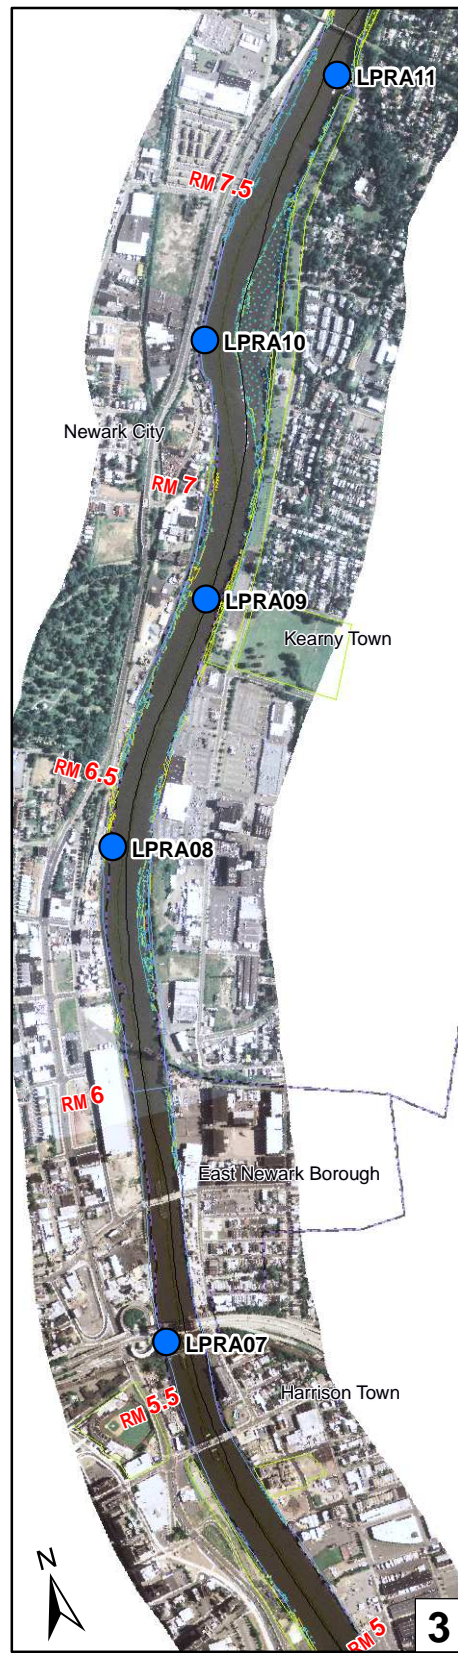 LPRA11
RM 7.5
LPRA10
Newark City
RM 7
LPRA09
Kearny Town
RM 6.5
LPRA08
RM 6
East Newark Borough
LPRA07
Harrison Town
RM 5.5
N
3
RM 5